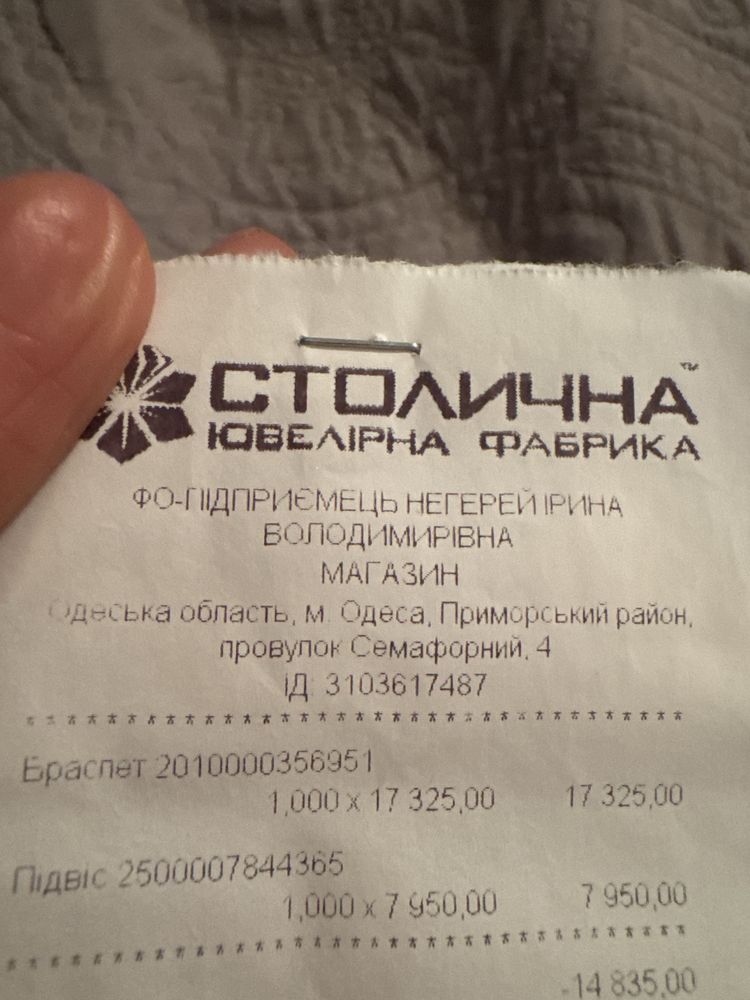 СТОЛИЧНА™
ЮВЕЛІРНА ФАБРИКА
ФО-ПІДПРИЄМЕЦЬ НЕГЕРЕЙ ІРИНА
ВОЛОДИМИРІВНА
МАГАЗИН
Одеська область, м. Одеса, Приморський район,
провулок Семафорний, 4
ІД: 3103617487
************************************
Браслет 2010000356951
1,000 x 17 325,00 17 325,00
Підвіс 2500007844365
1,000 x 7 950,00 7 950,00
************************************
-14 835,00